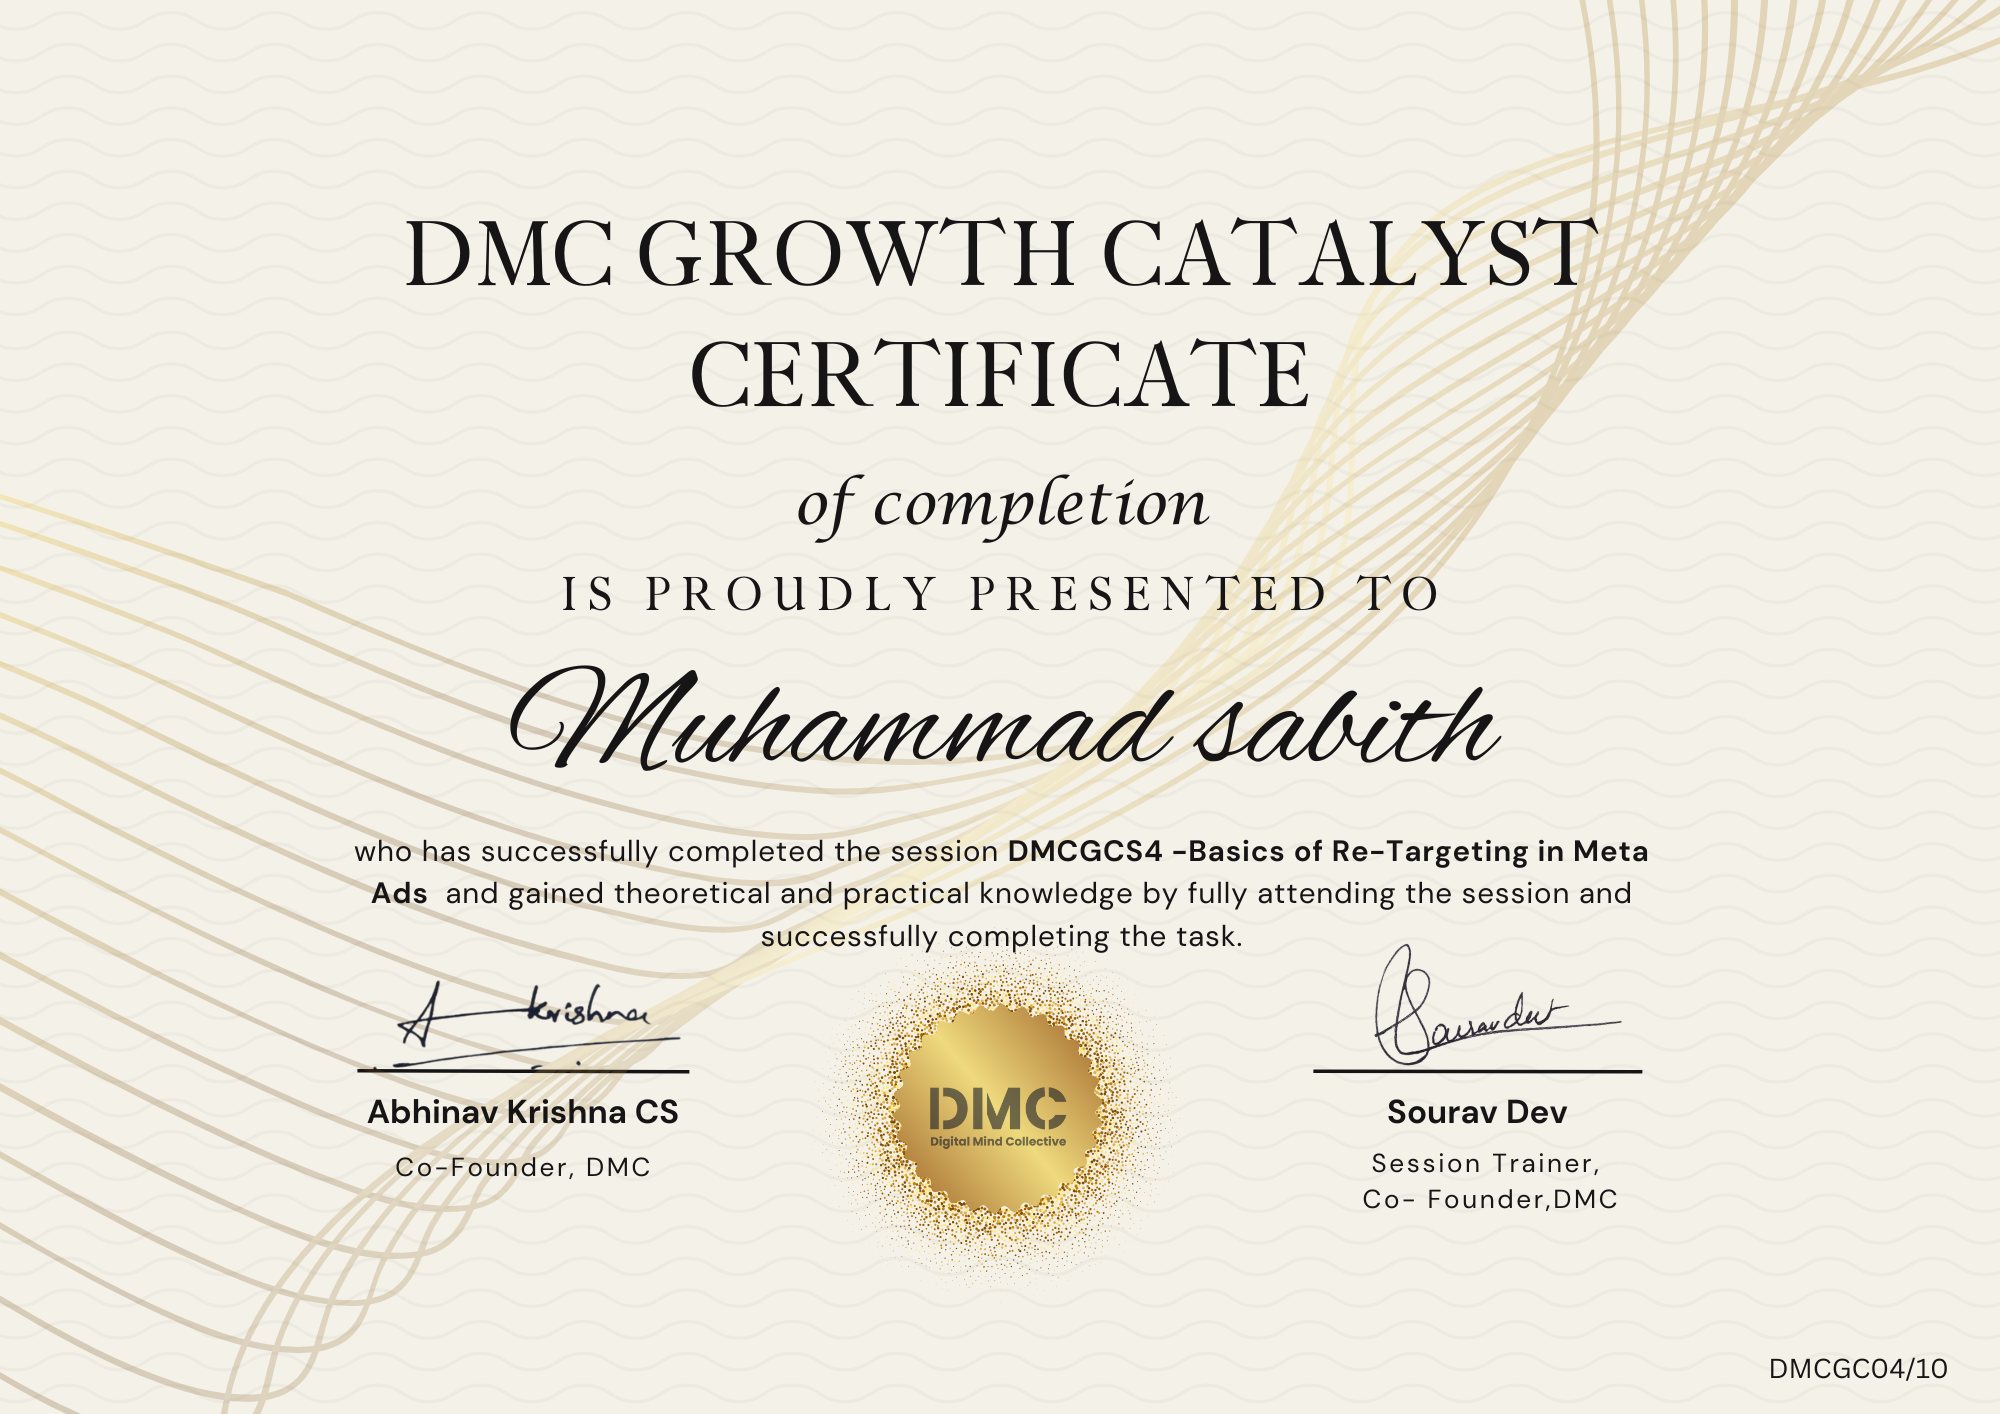 DMC GROWTH CATALYST
CERTIFICATE
of completion
IS PROUDLY PRESENTED TO
Muhammad sabith
who has successfully completed the session DMCGCS4 -Basics of Re-Targeting in Meta
Ads and gained theoretical and practical knowledge by fully attending the session and
successfully completing the task.
A krishna
Souravdev
Abhinav Krishna CS
Co-Founder, DMC
DMC
Digital Mind Collective
Sourav Dev
Session Trainer,
Co- Founder,DMC
DMCGC04/10